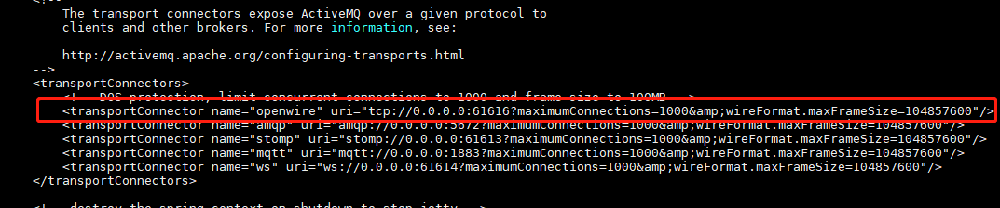 <!--
The transport connectors expose ActiveMQ over a given protocol to
clients and other brokers. For more information, see:
http://activemq.apache.org/configuring-transports.html
-->
<transportConnectors>
<!-- DOS protection, limit concurrent connections to 1000 and frame size to 100MB -->
<transportConnector name="openwire" uri="tcp://0.0.0.0:61616?maximumConnections=1000&amp;wireFormat.maxFrameSize=104857600"/>
<transportConnector name="amqp" uri="amqp://0.0.0.0:5672?maximumConnections=1000&amp;wireFormat.maxFrameSize=104857600"/>
<transportConnector name="stomp" uri="stomp://0.0.0.0:61613?maximumConnections=1000&amp;wireFormat.maxFrameSize=104857600"/>
<transportConnector name="mqtt" uri="mqtt://0.0.0.0:1883?maximumConnections=1000&amp;wireFormat.maxFrameSize=104857600"/>
<transportConnector name="ws" uri="ws://0.0.0.0:61614?maximumConnections=1000&amp;wireFormat.maxFrameSize=104857600"/>
</transportConnectors>
<!-- destroy the spring context on shutdown to stop jetty -->